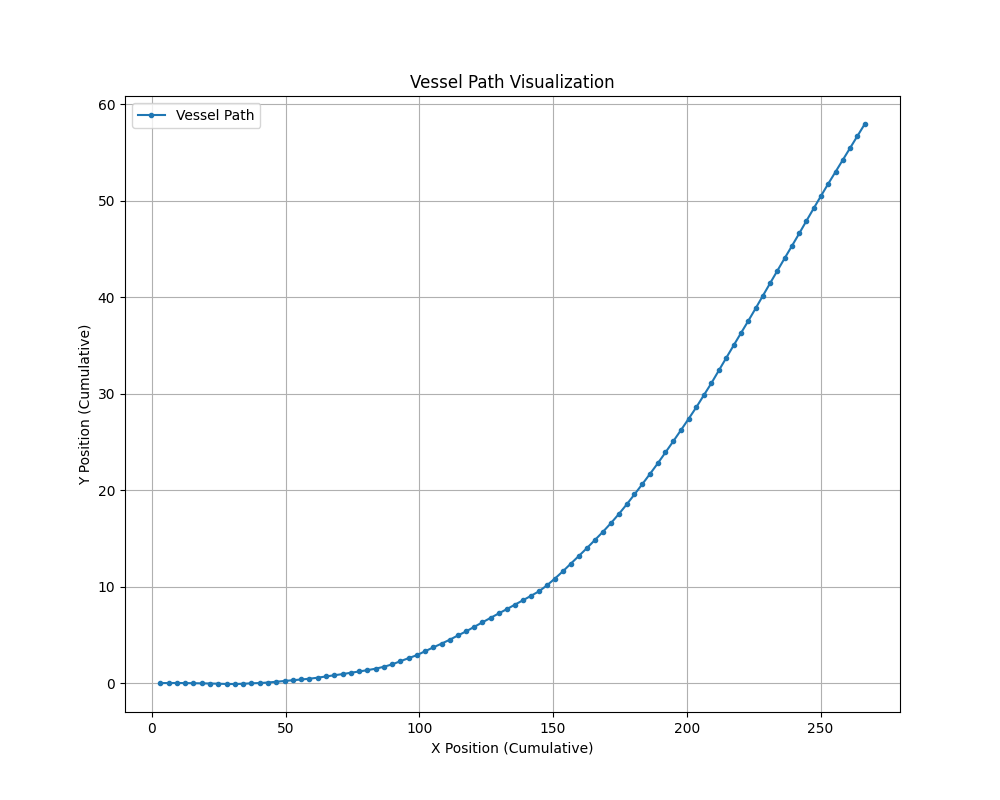 Vessel Path Visualization
Vessel Path
60
50
40
30
20
10
0
Y Position (Cumulative)
0 50 100 150 200 250
X Position (Cumulative)